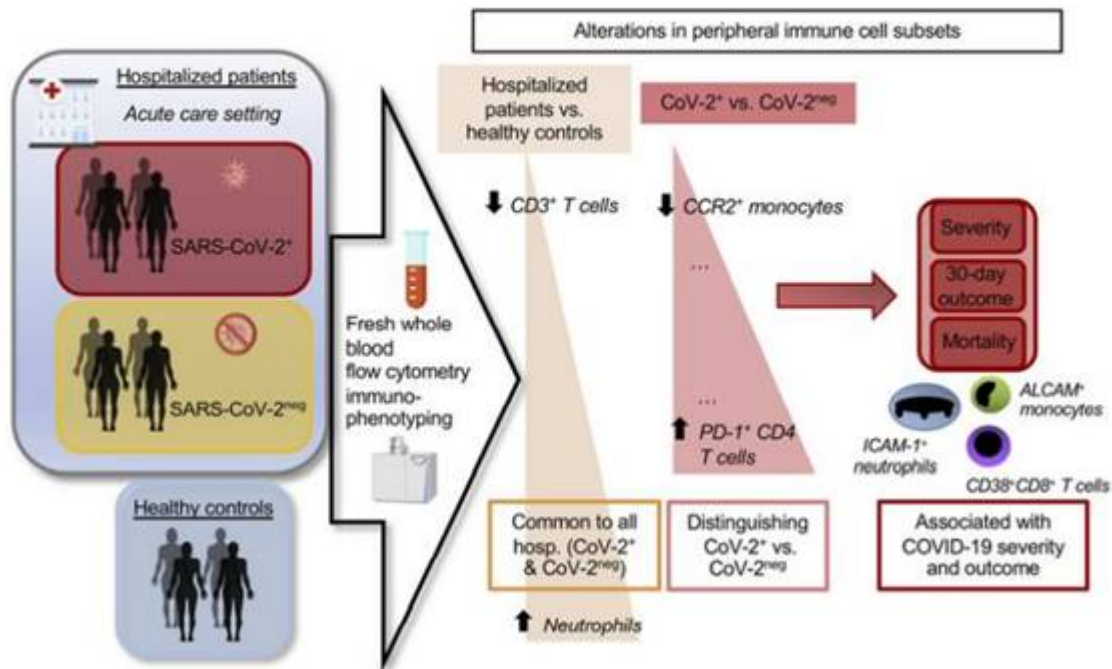 Alterations in peripheral immune cell subsets
Hospitalized patients
Acute care setting
SARS-CoV-2⁺
SARS-CoV-2ⁿᵉᵍ
Healthy controls
Fresh whole
blood
flow cytometry
immuno-
phenotyping
Hospitalized
patients vs.
healthy controls
CD3⁺ T cells
Common to all
hosp. (CoV-2⁺
& CoV-2ⁿᵉᵍ)
Neutrophils
CoV-2⁺ vs. CoV-2ⁿᵉᵍ
CCR2⁺ monocytes
...
...
PD-1⁺ CD4
T cells
Distinguishing
CoV-2⁺ vs.
CoV-2ⁿᵉᵍ
Severity
30-day
outcome
Mortality
ALCAM⁺
monocytes
ICAM-1⁺
neutrophils
CD38⁺CD8⁺ T cells
Associated with
COVID-19 severity
and outcome